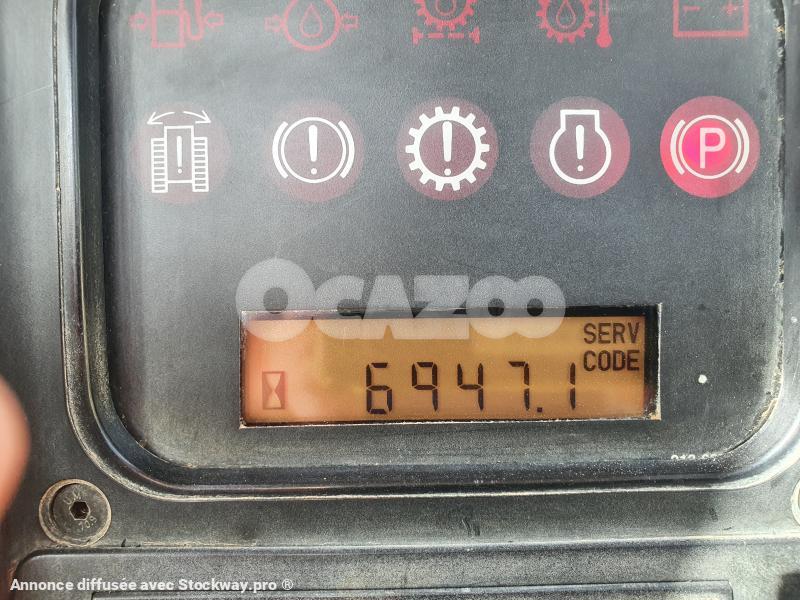 P
OCAZOO
SERV
CODE
6947.1
Annonce diffusée avec Stockway.pro ®